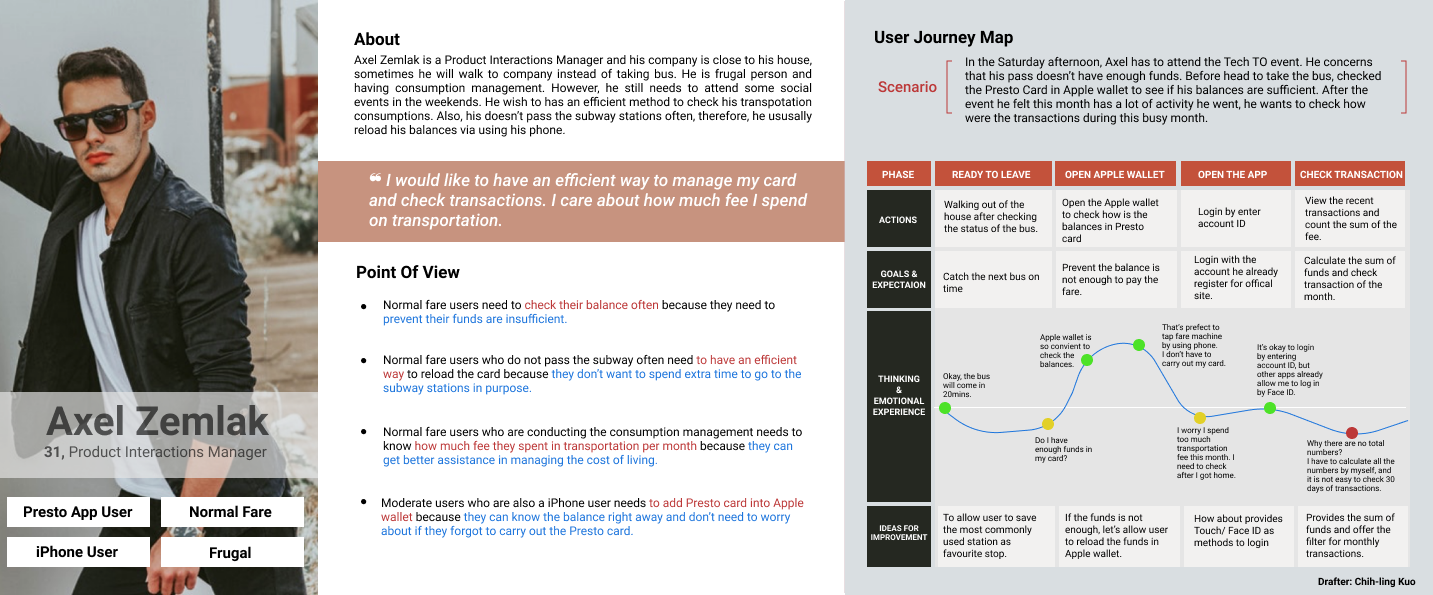 Axel Zemlak
31, Product Interactions Manager
Presto App User
Normal Fare
iPhone User
Frugal
About
Axel Zemlak is a Product Interactions Manager and his company is close to his house,
sometimes he will walk to company instead of taking bus. He is frugal person and
having consumption management. However, he still needs to attend some social
events in the weekends. He wish to has an efficient method to check his transpotation
consumptions. Also, his doesn't pass the subway stations often, therefore, he ususally
reload his balances via using his phone.
❝ I would like to have an efficient way to manage my card
and check transactions. I care about how much fee I spend
on transportation.
Point Of View
• Normal fare users need to check their balance often because they need to
prevent their funds are insufficient.
• Normal fare users who do not pass the subway often need to have an efficient
way to reload the card because they don't want to spend extra time to go to the
subway stations in purpose.
• Normal fare users who are conducting the consumption management needs to
know how much fee they spent in transportation per month because they can
get better assistance in managing the cost of living.
• Moderate users who are also a iPhone user needs to add Presto card into Apple
wallet because they can know the balance right away and don't need to worry
about if they forgot to carry out the Presto card.
User Journey Map
Scenario
In the Saturday afternoon, Axel has to attend the Tech TO event. He concerns
that his pass doesn't have enough funds. Before head to take the bus, checked
the Presto Card in Apple wallet to see if his balances are sufficient. After the
event he felt this month has a lot of activity he went, he wants to check how
were the transactions during this busy month.
PHASE
READY TO LEAVE
OPEN APPLE WALLET
OPEN THE APP
CHECK TRANSACTION
ACTIONS
Walking out of the
house after checking
the status of the bus.
Open the Apple wallet
to check how is the
balances in Presto
card
Login by enter
account ID
View the recent
transactions and
count the sum of the
fee.
GOALS &
EXPECTAION
Catch the next bus on
time
Prevent the balance is
not enough to pay the
fare.
Login with the
account he already
register for offical
site.
Calculate the sum of
funds and check
transaction of the
month.
THINKING
&
EMOTIONAL
EXPERIENCE
Okay, the bus
will come in
20mins.
Do I have
enough funds in
my card?
Apple wallet is
so convient to
check the
balances.
That's prefect to
tap fare machine
by using phone.
I don't have to
carry out my card.
I worry I spend
too much
transportation
fee this month. I
need to check
after I got home.
It's okay to login
by entering
account ID, but
other apps already
allow me to log in
by Face ID.
Why there are no total
numbers?
I have to calculate all the
numbers by myself, and
it is not easy to check 30
days of transactions.
IDEAS FOR
IMPROVEMENT
To allow user to save
the most commonly
used station as
favourite stop.
If the funds is not
enough, let's allow user
to reload the funds in
Apple wallet.
How about provides
Touch/ Face ID as
methods to login
Provides the sum of
funds and offer the
filter for monthly
transactions.
Drafter: Chih-ling Kuo